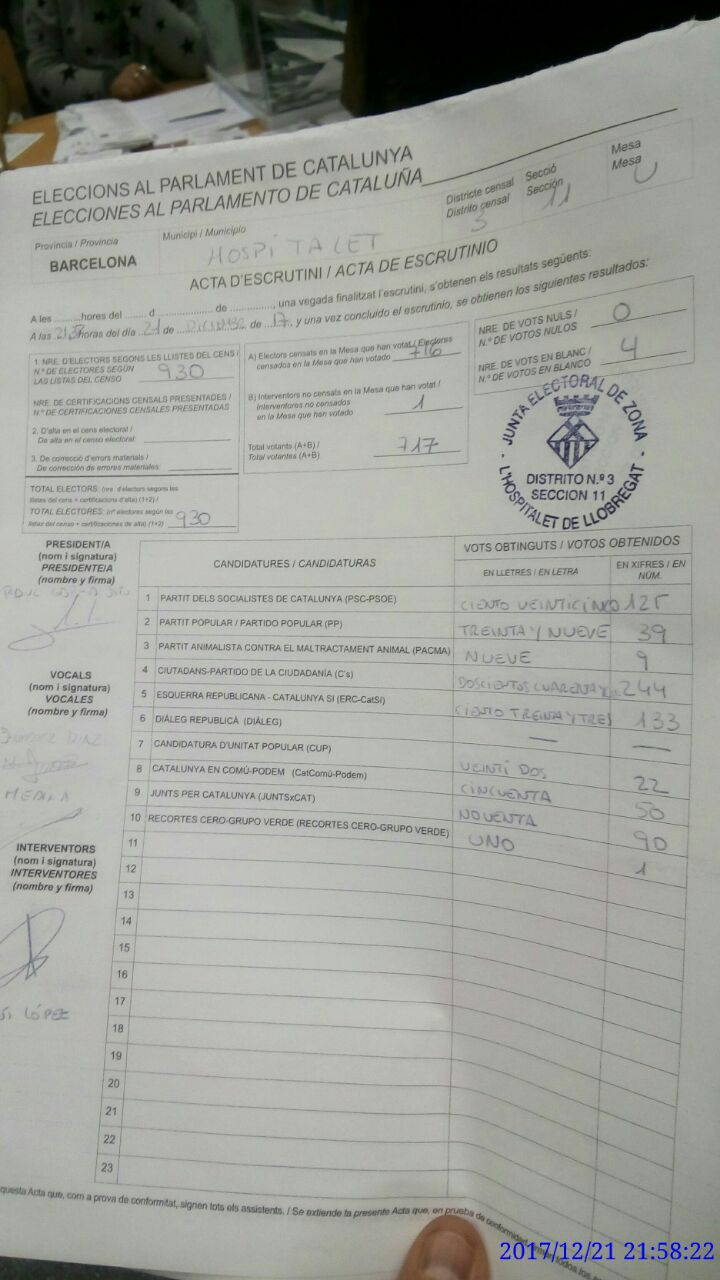 ELECCIONS AL PARLAMENT DE CATALUNYA
ELECCIONES AL PARLAMENTO DE CATALUÑA
Districte censal
Distrito censal
3
Secció
Sección
11
Mesa
Mesa
U
Província / Provincia
BARCELONA
Municipi / Municipio
HOSPITALET
ACTA D'ESCRUTINI / ACTA DE ESCRUTINIO
A les ......... hores del ...... d .................. de .............., una vegada finalitzat l'escrutini, s'obtenen els resultats següents:
A las horas del día 21 de DICIEMBRE de 17, y una vez concluido el escrutinio, se obtienen los siguientes resultados:
1. NRE. D'ELECTORS SEGONS LES LLISTES DEL CENS /
N.º DE ELECTORES SEGÚN
LAS LISTAS DEL CENSO
930
NRE. DE CERTIFICACIONS CENSALS PRESENTADES /
N.º DE CERTIFICACIONES CENSALES PRESENTADAS
2. D'alta en el cens electoral /
De alta en el censo electoral:
3. De correcció d'errors materials /
De corrección de errores materiales:
TOTAL ELECTORS: (nre. d'electors segons les
llistes del cens + certificacions d'alta) (1+2) /
TOTAL ELECTORES: (nº electores según las
listas del censo + certificaciones de alta) (1+2)
930
A) Electors censats en la Mesa que han votat / Electores
censados en la Mesa que han votado 716
B) Interventors no censats en la Mesa que han votat /
Interventores no censados
en la Mesa que han votado
1
Total votants (A+B) /
Total votantes (A+B)
717
NRE. DE VOTS NULS /
N.º DE VOTOS NULOS
0
NRE. DE VOTS EN BLANC /
N.º DE VOTOS EN BLANCO
4
JUNTA ELECTORAL DE ZONA
DISTRITO N.º 3
SECCION 11
L'HOSPITALET DE LLOBREGAT
PRESIDENT/A
(nom i signatura)
PRESIDENTE/A
(nombre y firma)
VOCALS
(nom i signatura)
VOCALES
(nombre y firma)
DIAZ
INTERVENTORS
(nom i signatura)
INTERVENTORES
(nombre y firma)
LÓPEZ
CANDIDATURES / CANDIDATURAS
VOTS OBTINGUTS / VOTOS OBTENIDOS
EN LLETRES / EN LETRA
EN XIFRES / EN NÚM.
1 PARTIT DELS SOCIALISTES DE CATALUNYA (PSC-PSOE) CIENTO VEINTICINCO 125
2 PARTIT POPULAR / PARTIDO POPULAR (PP) TREINTA Y NUEVE 39
3 PARTIT ANIMALISTA CONTRA EL MALTRACTAMENT ANIMAL (PACMA) NUEVE 9
4 CIUTADANS-PARTIDO DE LA CIUDADANÍA (C's) DOSCIENTOS 244
5 ESQUERRA REPUBLICANA - CATALUNYA SÍ (ERC-CatSí) CIENTO TREINTA Y TRES 133
6 DIÀLEG REPUBLICÀ (DIÀLEG) — —
7 CANDIDATURA D'UNITAT POPULAR (CUP) VEINTIDOS 22
8 CATALUNYA EN COMÚ-PODEM (CatComú-Podem) CINCUENTA 50
9 JUNTS PER CATALUNYA (JUNTSxCAT) NOVENTA 90
10 RECORTES CERO-GRUPO VERDE (RECORTES CERO-GRUPO VERDE) UNO 1
11
12
13
14
15
16
17
18
19
20
21
22
23
questa Acta que, com a prova de conformitat, signen tots els assistents. / Se extiende la presente Acta que, en prueba de conformidad,
2017/12/21 21:58:22